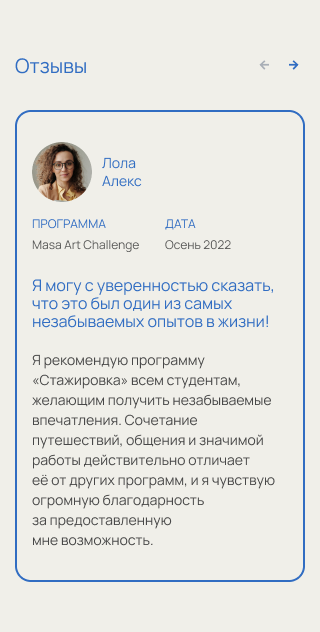 Отзывы
Лола
Алекс
ПРОГРАММА ДАТА
Masa Art Challenge Осень 2022
Я могу с уверенностью сказать,
что это был один из самых
незабываемых опытов в жизни!
Я рекомендую программу
«Стажировка» всем студентам,
желающим получить незабываемые
впечатления. Сочетание
путешествий, общения и значимой
работы действительно отличает
её от других программ, и я чувствую
огромную благодарность
за предоставленную
мне возможность.